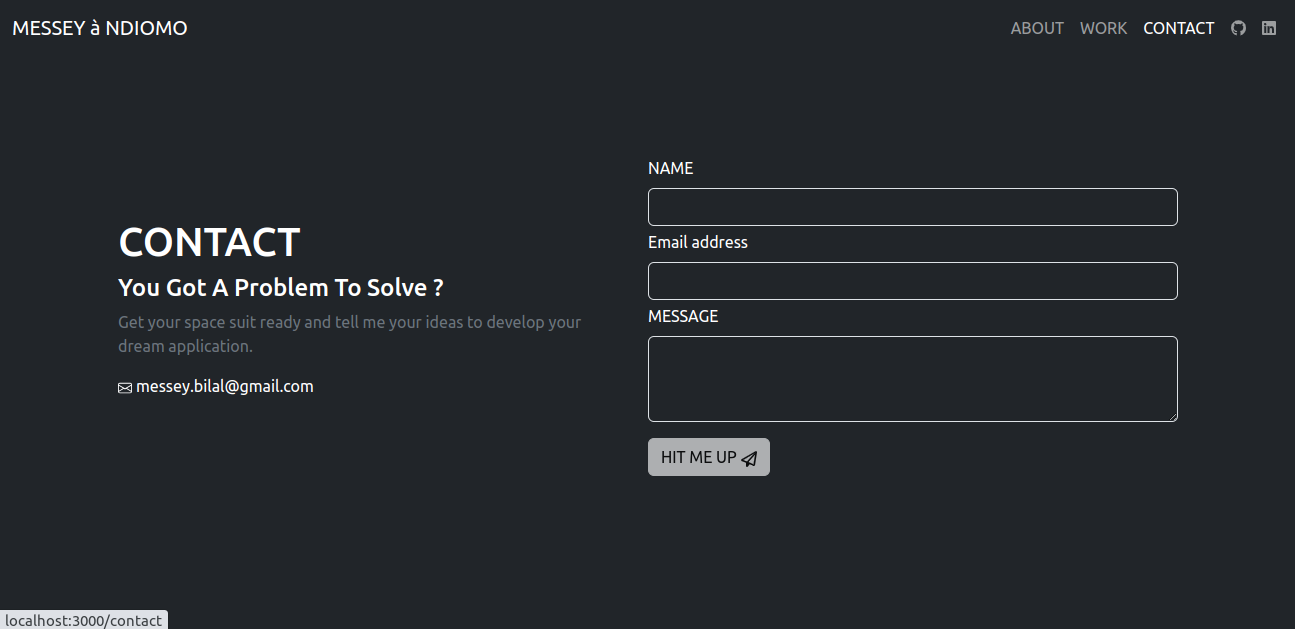 MESSEY à NDIOMO
ABOUT WORK CONTACT
CONTACT
You Got A Problem To Solve ?
Get your space suit ready and tell me your ideas to develop your
dream application.
messey.bilal@gmail.com
NAME
Email address
MESSAGE
HIT ME UP
localhost:3000/contact